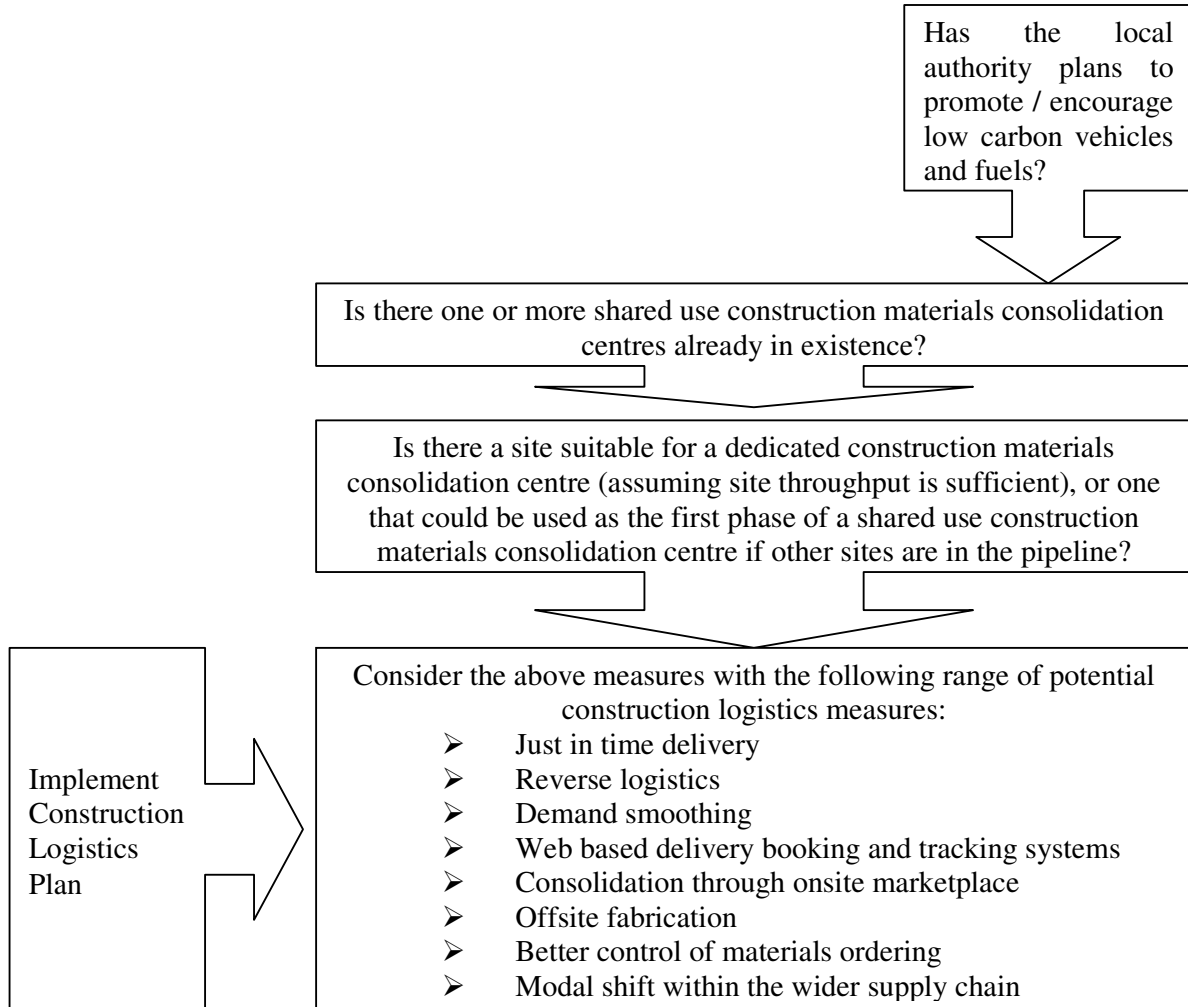 Has the local
authority plans to
promote / encourage
low carbon vehicles
and fuels?
Is there one or more shared use construction materials consolidation
centres already in existence?
Is there a site suitable for a dedicated construction materials
consolidation centre (assuming site throughput is sufficient), or one
that could be used as the first phase of a shared use construction
materials consolidation centre if other sites are in the pipeline?
Implement
Construction
Logistics
Plan
Consider the above measures with the following range of potential
construction logistics measures:
➢ Just in time delivery
➢ Reverse logistics
➢ Demand smoothing
➢ Web based delivery booking and tracking systems
➢ Consolidation through onsite marketplace
➢ Offsite fabrication
➢ Better control of materials ordering
➢ Modal shift within the wider supply chain